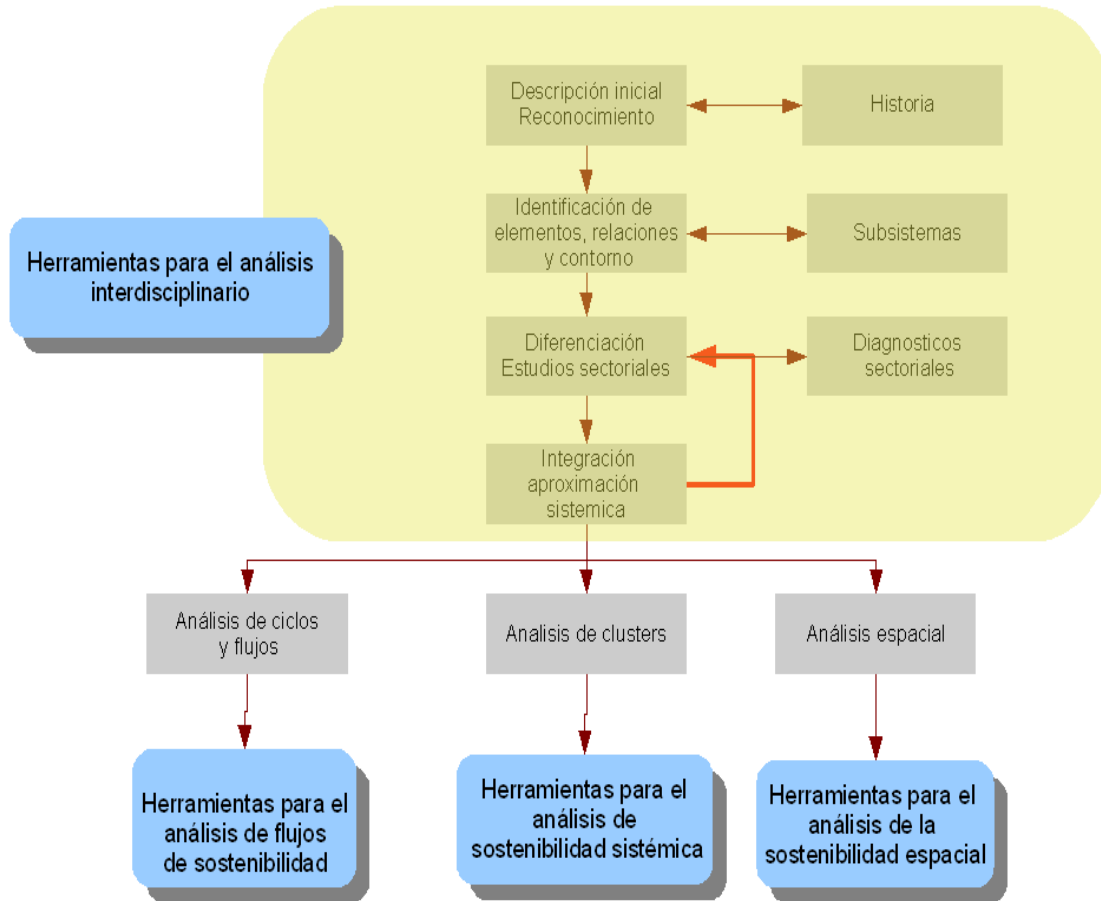 Descripción inicial
Reconocimiento
Historia
Identificación de
elementos, relaciones
y contorno
Subsistemas
Herramientas para el análisis
interdisciplinario
Diferenciación
Estudios sectoriales
Diagnosticos
sectoriales
Integración
aproximación
sistemica
Análisis de ciclos
y flujos
Analisis de clusters
Análisis espacial
Herramientas para el
análisis de flujos
de sostenibilidad
Herramientas para el
análisis de
sostenibilidad sistémica
Herramientas para el
análisis de la
sostenibilidad espacial